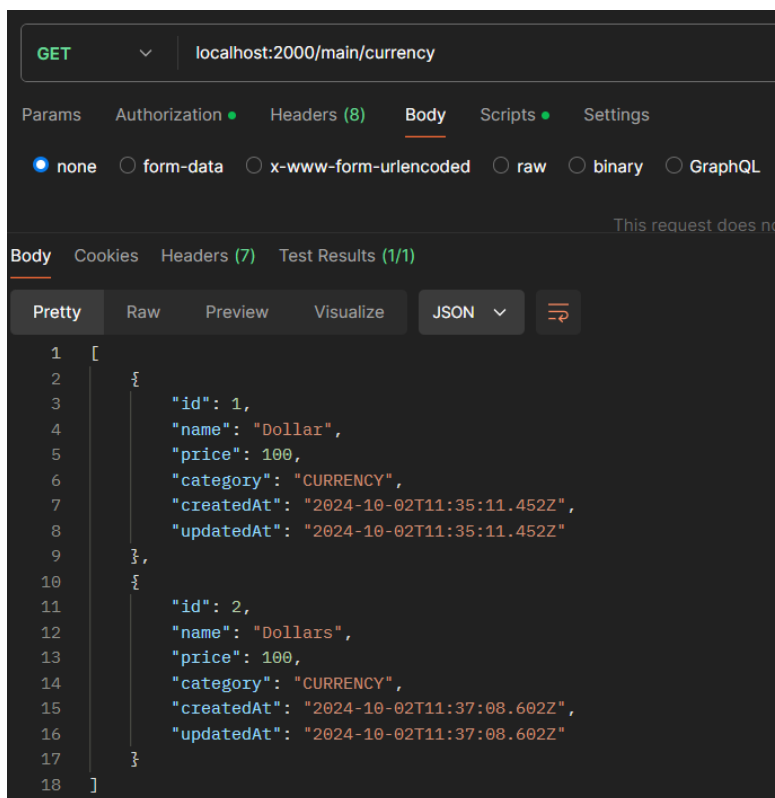 GET localhost:2000/main/currency
Params Authorization Headers (8) Body Scripts Settings
none form-data x-www-form-urlencoded raw binary GraphQL
This request does no
Body Cookies Headers (7) Test Results (1/1)
Pretty Raw Preview Visualize JSON
1 [
2 {
3 "id": 1,
4 "name": "Dollar",
5 "price": 100,
6 "category": "CURRENCY",
7 "createdAt": "2024-10-02T11:35:11.452Z",
8 "updatedAt": "2024-10-02T11:35:11.452Z"
9 },
10 {
11 "id": 2,
12 "name": "Dollars",
13 "price": 100,
14 "category": "CURRENCY",
15 "createdAt": "2024-10-02T11:37:08.602Z",
16 "updatedAt": "2024-10-02T11:37:08.602Z"
17 }
18 ]